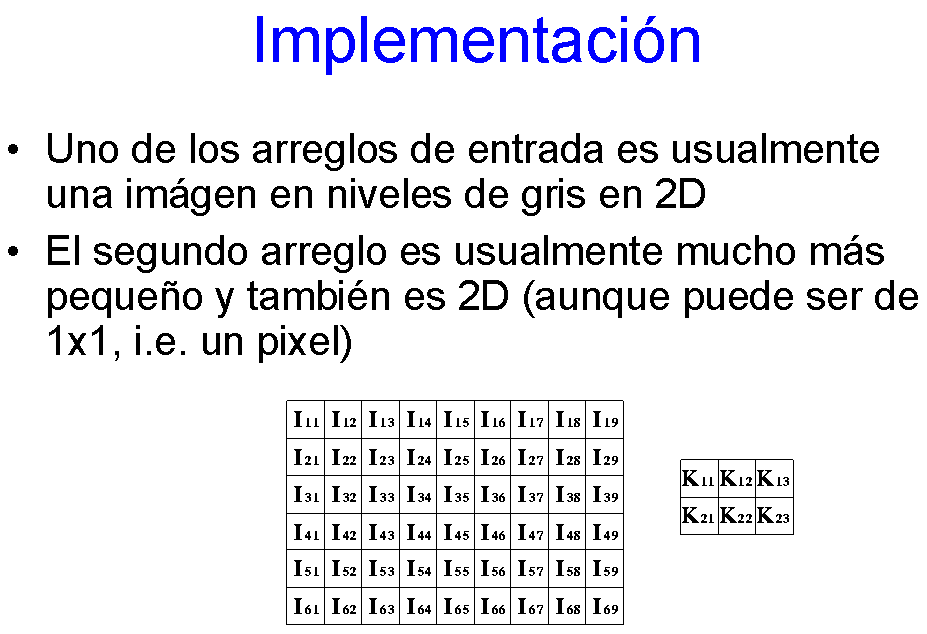 Implementación
• Uno de los arreglos de entrada es usualmente
una imágen en niveles de gris en 2D
• El segundo arreglo es usualmente mucho más
pequeño y también es 2D (aunque puede ser de
1x1, i.e. un pixel)
I11 I12 I13 I14 I15 I16 I17 I18 I19
I21 I22 I23 I24 I25 I26 I27 I28 I29
I31 I32 I33 I34 I35 I36 I37 I38 I39
I41 I42 I43 I44 I45 I46 I47 I48 I49
I51 I52 I53 I54 I55 I56 I57 I58 I59
I61 I62 I63 I64 I65 I66 I67 I68 I69
K11 K12 K13
K21 K22 K23